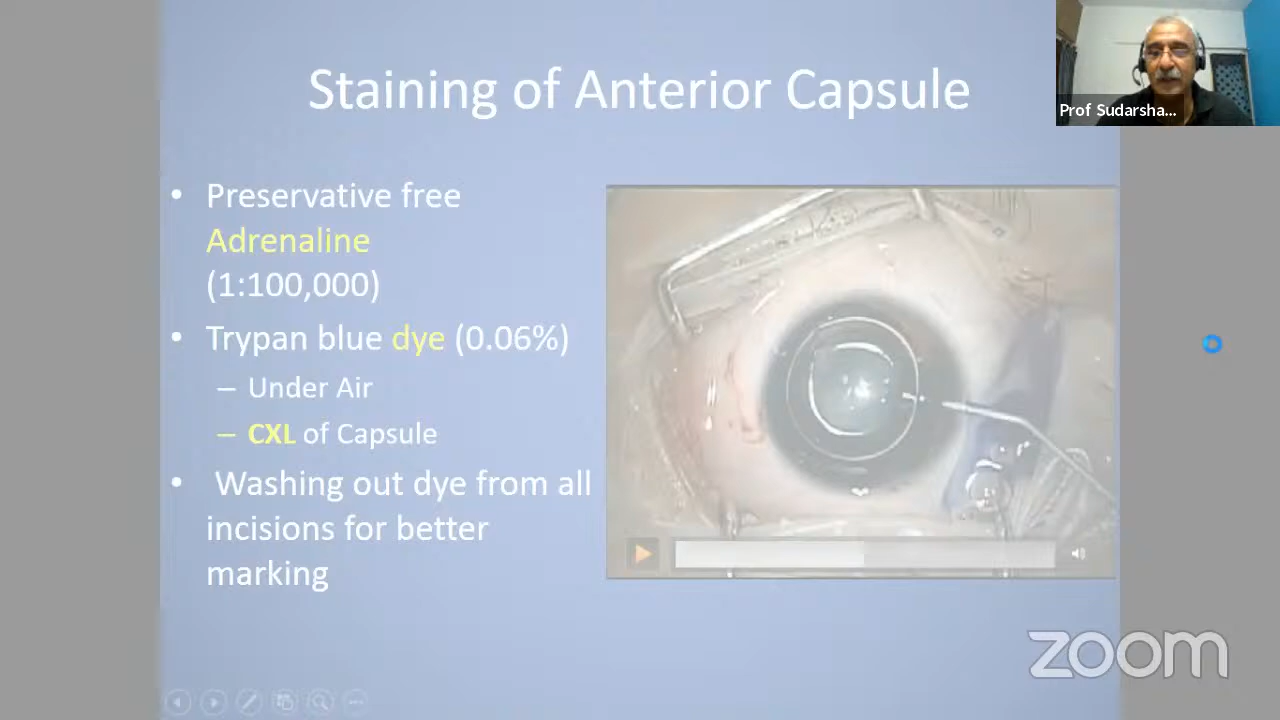 Staining of Anterior Capsule
Prof Sudarsha...
• Preservative free
Adrenaline
(1:100,000)
• Trypan blue dye (0.06%)
– Under Air
– CXL of Capsule
• Washing out dye from all
incisions for better
marking
zoom